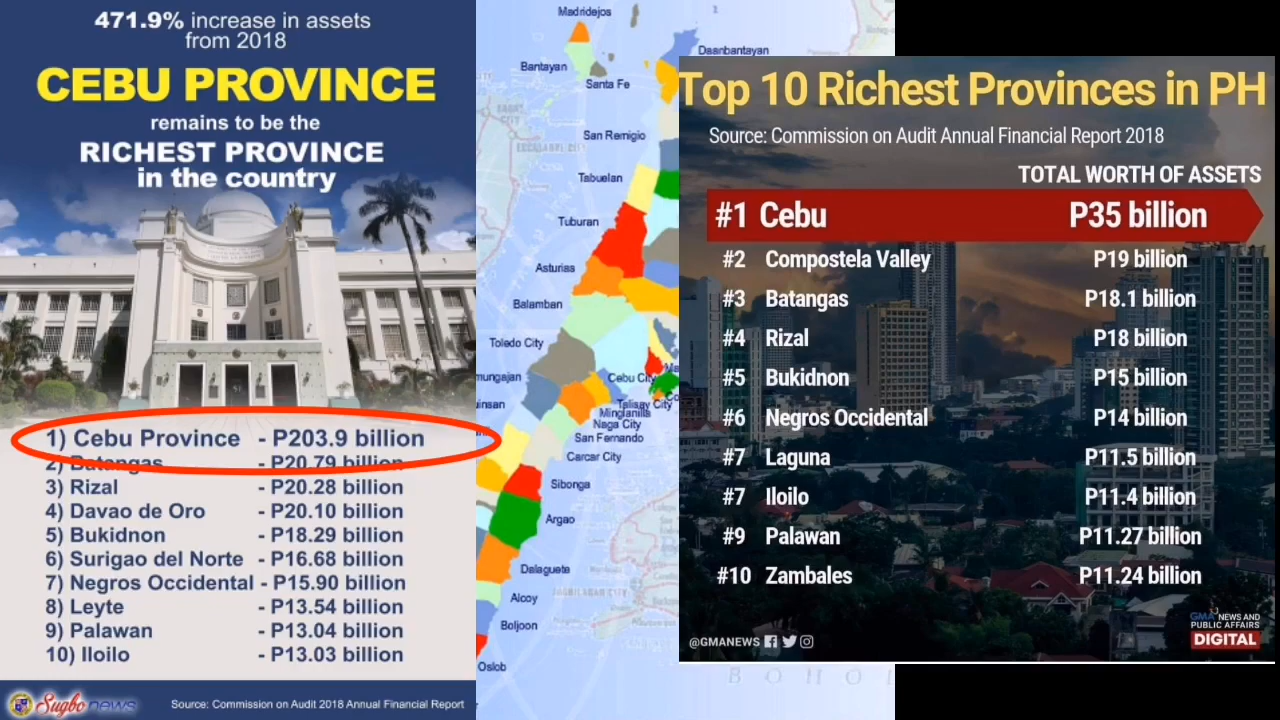 471.9% increase in assets
from 2018
CEBU PROVINCE
remains to be the
RICHEST PROVINCE
in the country
1) Cebu Province - P203.9 billion
2) Batangas - P20.79 billion
3) Rizal - P20.28 billion
4) Davao de Oro - P20.10 billion
5) Bukidnon - P18.29 billion
6) Surigao del Norte - P16.68 billion
7) Negros Occidental - P15.90 billion
8) Leyte - P13.54 billion
9) Palawan - P13.04 billion
10) Iloilo - P13.03 billion
Sugbo news
Source: Commission on Audit 2018 Annual Financial Report
Madridejos
Daanbantayan
Bantayan
Santa Fe
San Remigio
Tabuelan
Tuburan
Asturias
Balamban
Toledo City
Cebu City
Talisay City
Minglanilla
Naga City
San Fernando
Carcar City
Sibonga
Argao
Dalaguete
Alcoy
Boljoon
Oslob
BOHOL
Top 10 Richest Provinces in PH
Source: Commission on Audit Annual Financial Report 2018
TOTAL WORTH OF ASSETS
#1 Cebu P35 billion
#2 Compostela Valley P19 billion
#3 Batangas P18.1 billion
#4 Rizal P18 billion
#5 Bukidnon P15 billion
#6 Negros Occidental P14 billion
#7 Laguna P11.5 billion
#7 Iloilo P11.4 billion
#9 Palawan P11.27 billion
#10 Zambales P11.24 billion
@GMANEWS
GMA NEWS AND
PUBLIC AFFAIRS
DIGITAL